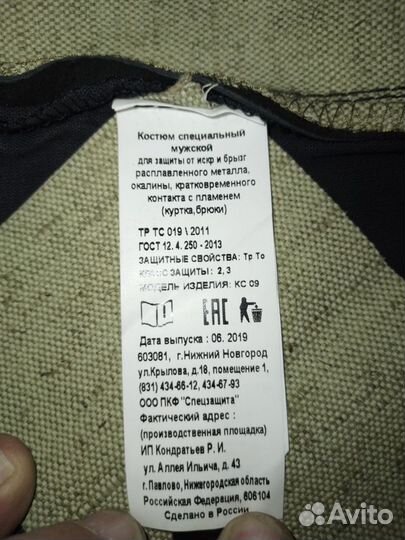 Костюм специальный
мужской
для защиты от искр и брызг
расплавленного металла,
окалины, кратковременного
контакта с пламенем
(куртка,брюки)
ТР ТС 019 \ 2011
ГОСТ 12. 4. 250 - 2013
ЗАЩИТНЫЕ СВОЙСТВА: Тр То
КЛАСС ЗАЩИТЫ: 2, 3
МОДЕЛЬ ИЗДЕЛИЯ: КС 09
ЕАС
Дата выпуска : 06. 2019
603081, г.Нижний Новгород
ул.Крылова, д.18, помещение 1,
(831) 434-66-12, 434-67-93
ООО ПКФ "Спецзащита"
Фактический адрес :
(производственная площадка)
ИП Кондратьев Р. И.
ул. Аллея Ильича, д. 43
г. Павлово, Нижегородская область
Российская Федерация, 606104
Сделано в России
Avito